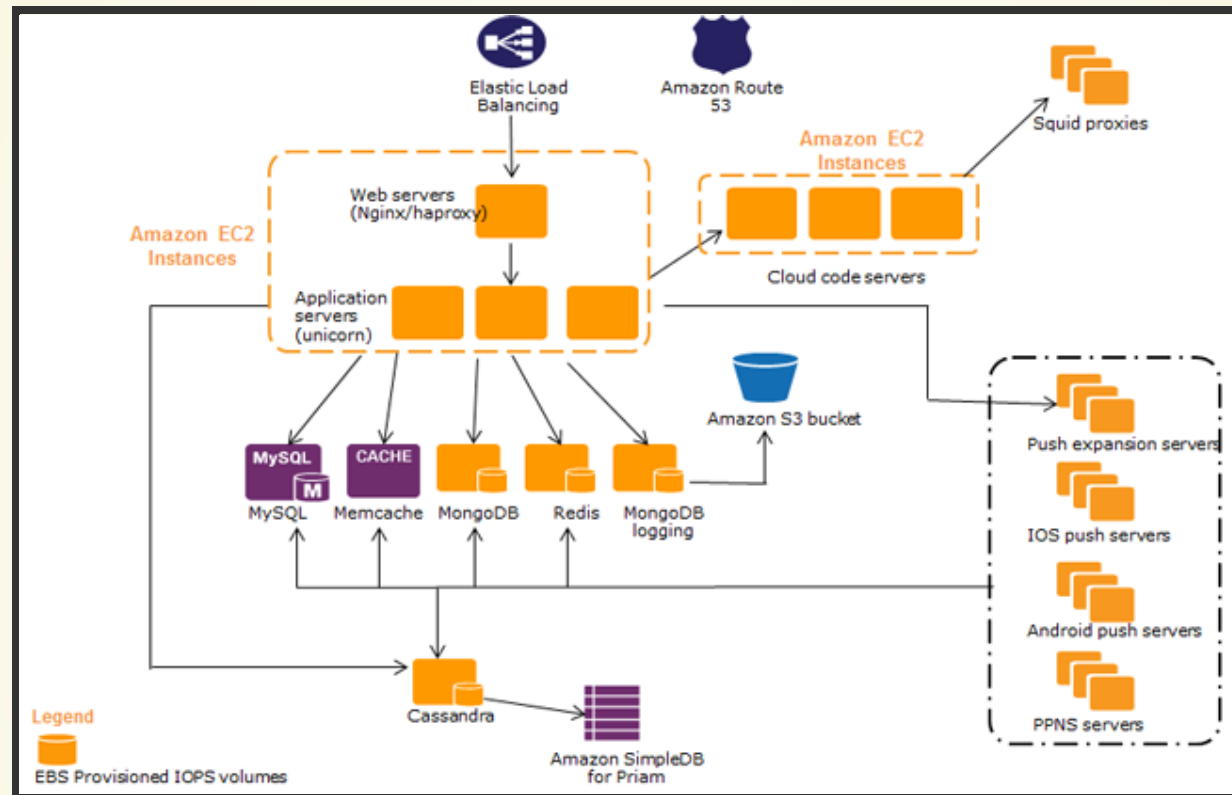 Elastic Load
Balancing
Amazon Route
53
Squid proxies
Amazon EC2
Instances
Web servers
(Nginx/haproxy)
Amazon EC2
Instances
Cloud code servers
Application
servers
(unicorn)
Amazon S3 bucket
Push expansion servers
MySQL
M
CACHE
MySQL
Memcache
MongoDB
Redis
MongoDB
logging
IOS push servers
Android push servers
Cassandra
PPNS servers
Legend
EBS Provisioned IOPS volumes
Amazon SimpleDB
for Priam